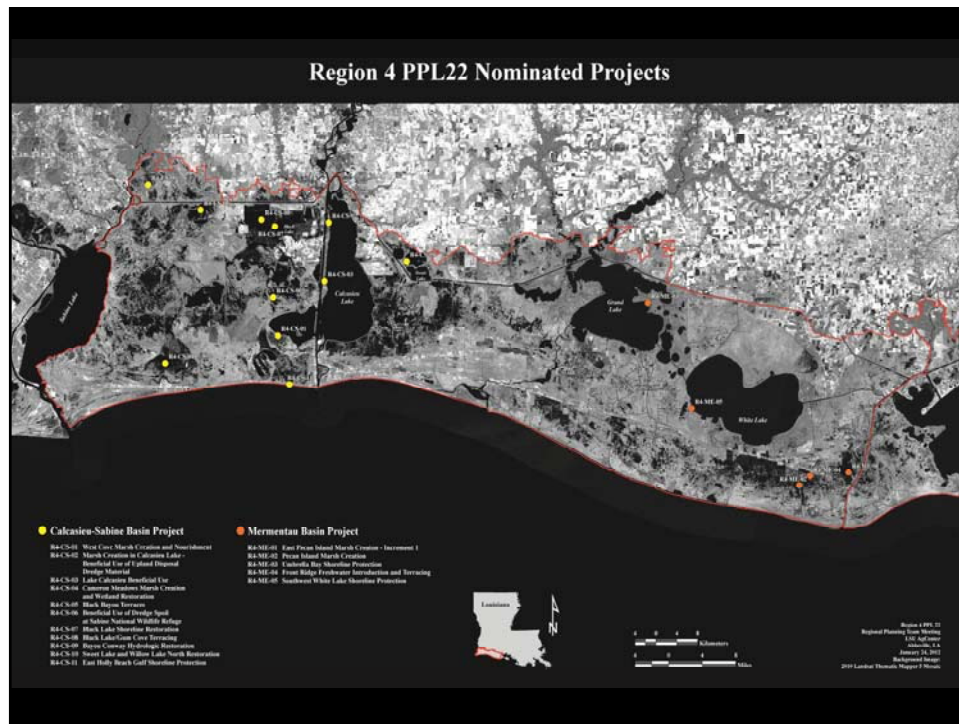 Region 4 PPL22 Nominated Projects
R4-CS-03
Calcasieu
Lake
R4-CS-01
Grand
Lake
R4-ME-05
White Lake
Sabine Lake
Calcasieu-Sabine Basin Project
R4-CS-01 West Cove Marsh Creation and Nourishment
R4-CS-02 Marsh Creation in Calcasieu Lake -
Beneficial Use of Upland Disposal
Dredge Material
R4-CS-03 Lake Calcasieu Beneficial Use
R4-CS-04 Cameron Meadows Marsh Creation
and Wetland Restoration
R4-CS-05 Black Bayou Terraces
R4-CS-06 Beneficial Use of Dredge Spoil
at Sabine National Wildlife Refuge
R4-CS-07 Black Lake Shoreline Restoration
R4-CS-08 Black Lake/Gum Cove Terracing
R4-CS-09 Bayou Conway Hydrologic Restoration
R4-CS-10 Sweet Lake and Willow Lake North Restoration
R4-CS-11 East Holly Beach Gulf Shoreline Protection
Mermentau Basin Project
R4-ME-01 East Pecan Island Marsh Creation - Increment 1
R4-ME-02 Pecan Island Marsh Creation
R4-ME-03 Umbrella Bay Shoreline Protection
R4-ME-04 Front Ridge Freshwater Introduction and Terracing
R4-ME-05 Southwest White Lake Shoreline Protection
Louisiana
N
Kilometers
Miles
Region 4 PPL 22
Regional Planning Team Meeting
LSU AgCenter
Abbeville, LA
January 24, 2012
Background Image:
Landsat Thematic Mapper 5 Mosaic